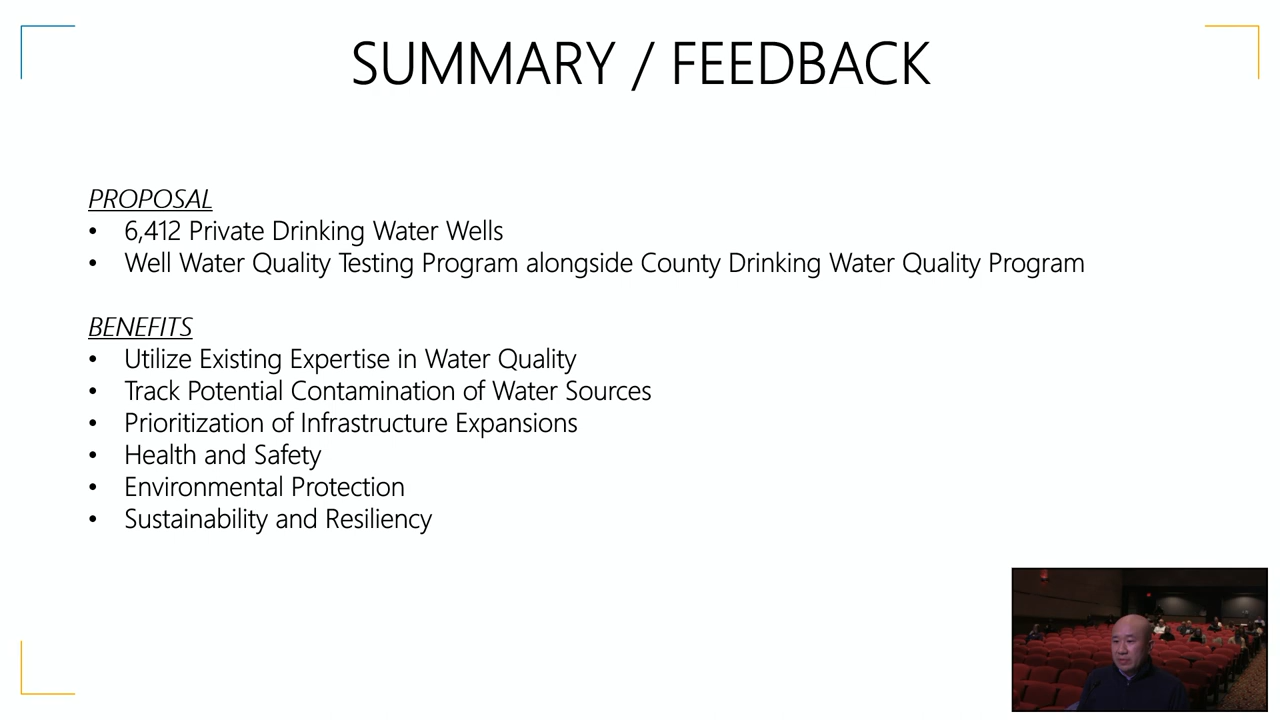 SUMMARY / FEEDBACK
PROPOSAL
• 6,412 Private Drinking Water Wells
• Well Water Quality Testing Program alongside County Drinking Water Quality Program
BENEFITS
• Utilize Existing Expertise in Water Quality
• Track Potential Contamination of Water Sources
• Prioritization of Infrastructure Expansions
• Health and Safety
• Environmental Protection
• Sustainability and Resiliency